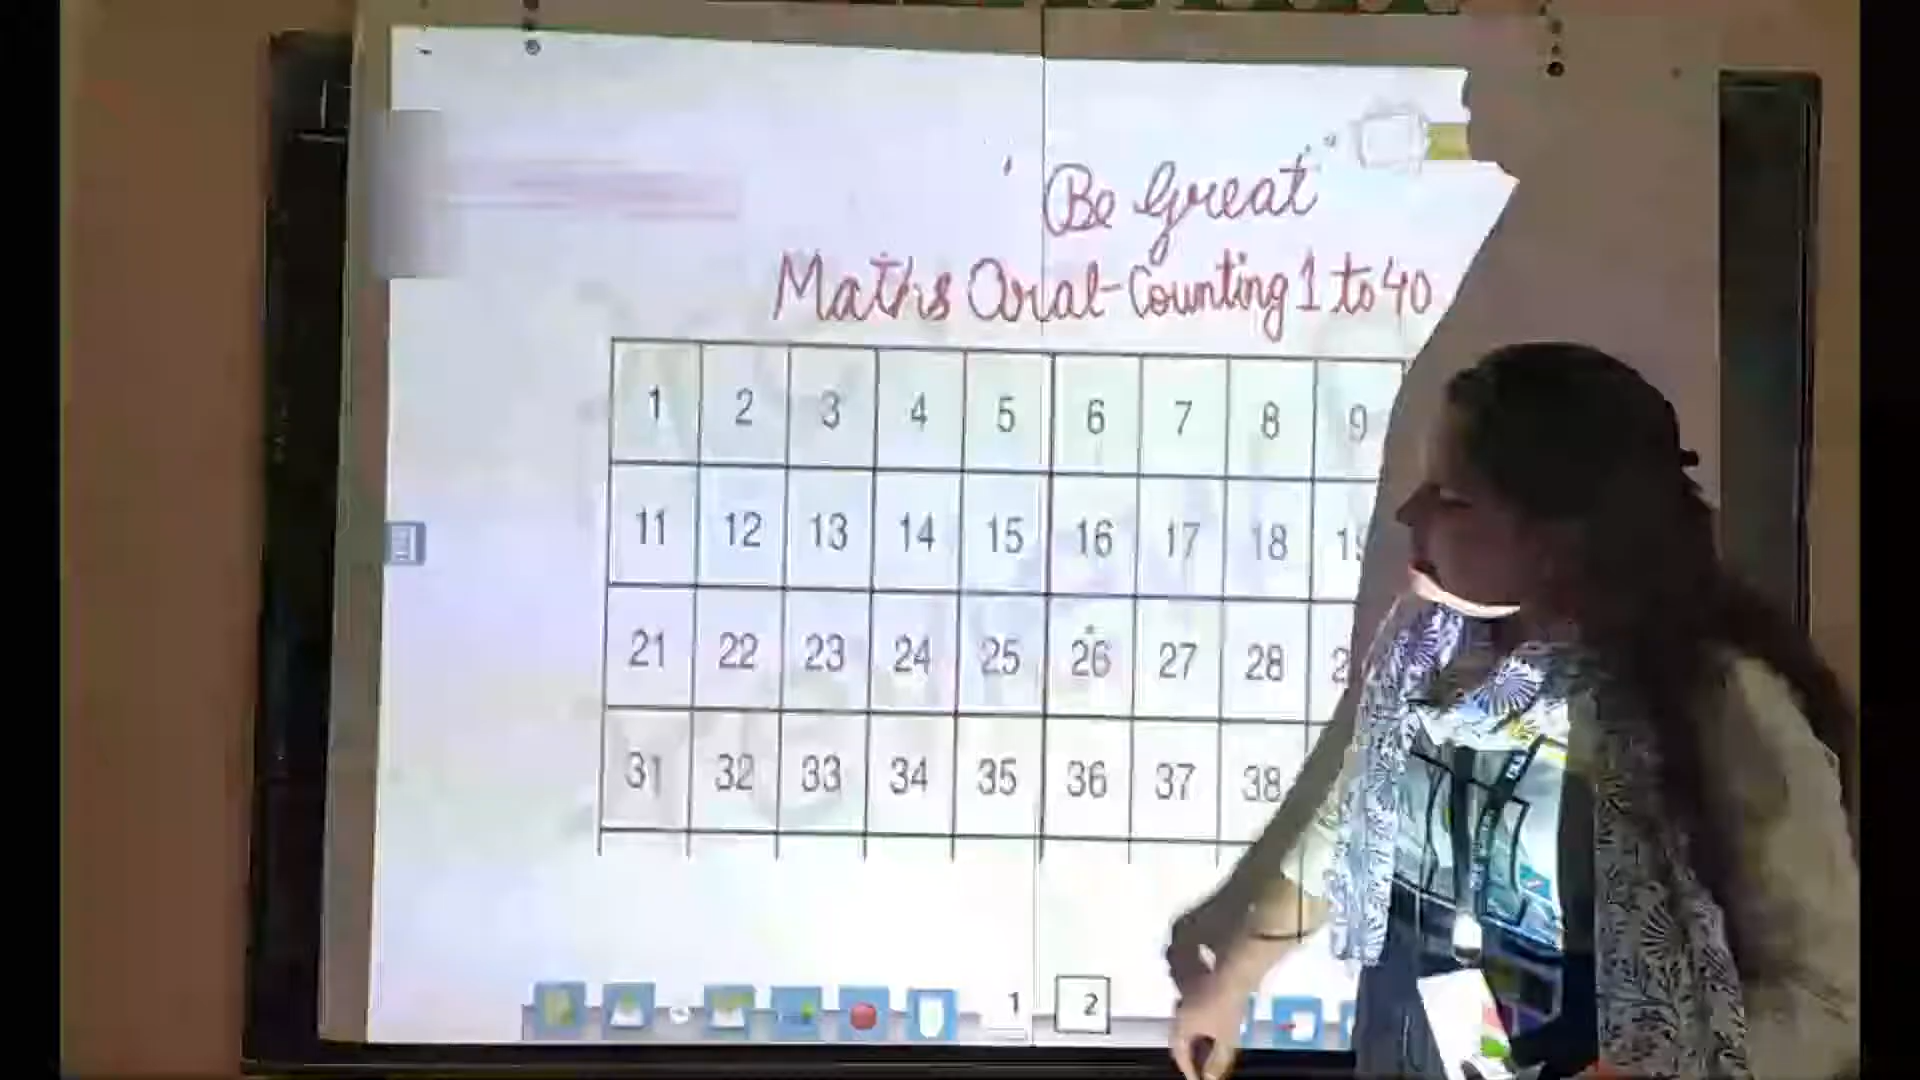 ' Be Great "
Maths Oral-Counting 1 to 40
1 2 3 4 5 6 7 8 9
11 12 13 14 15 16 17 18 19
21 22 23 24 25 26 27 28
31 32 33 34 35 36 37 38
1 2